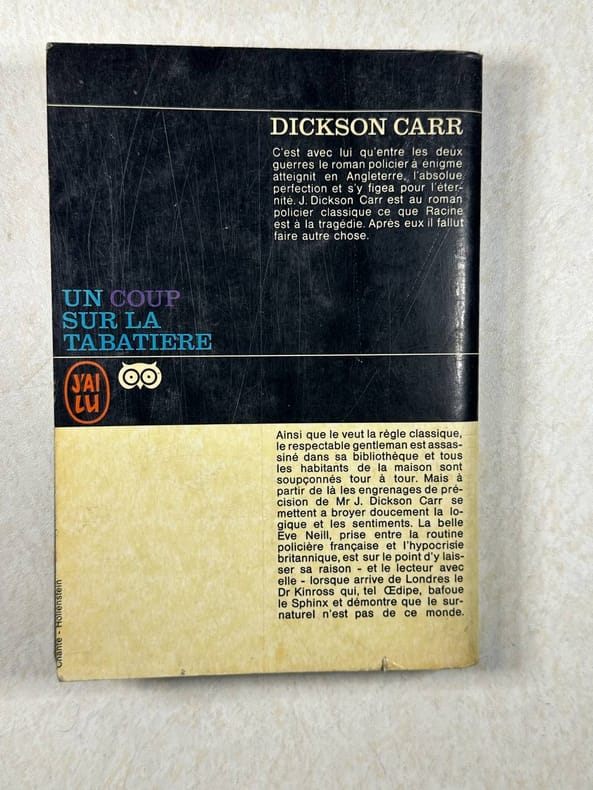 DICKSON CARR
C'est avec lui qu'entre les deux
guerres le roman policier à énigme
atteignit en Angleterre, l'absolue
perfection et s'y figea pour l'éter-
nité. J. Dickson Carr est au roman
policier classique ce que Racine
est à la tragédie. Après eux il fallut
faire autre chose.
UN COUP
SUR LA
TABATIERE
J'AI
LU
Ainsi que le veut la règle classique,
le respectable gentleman est assas-
siné dans sa bibliothèque et tous
les habitants de la maison sont
soupçonnés tour à tour. Mais à
partir de là les engrenages de pré-
cision de Mr J. Dickson Carr se
mettent a broyer doucement la lo-
gique et les sentiments. La belle
Eve Neill, prise entre la routine
policière française et l'hypocrisie
britannique, est sur le point d'y lais-
ser sa raison - et le lecteur avec
elle - lorsque arrive de Londres le
Dr Kinross qui, tel Œdipe, bafoue
le Sphinx et démontre que le sur-
naturel n'est pas de ce monde.
Chante - Hollenstein